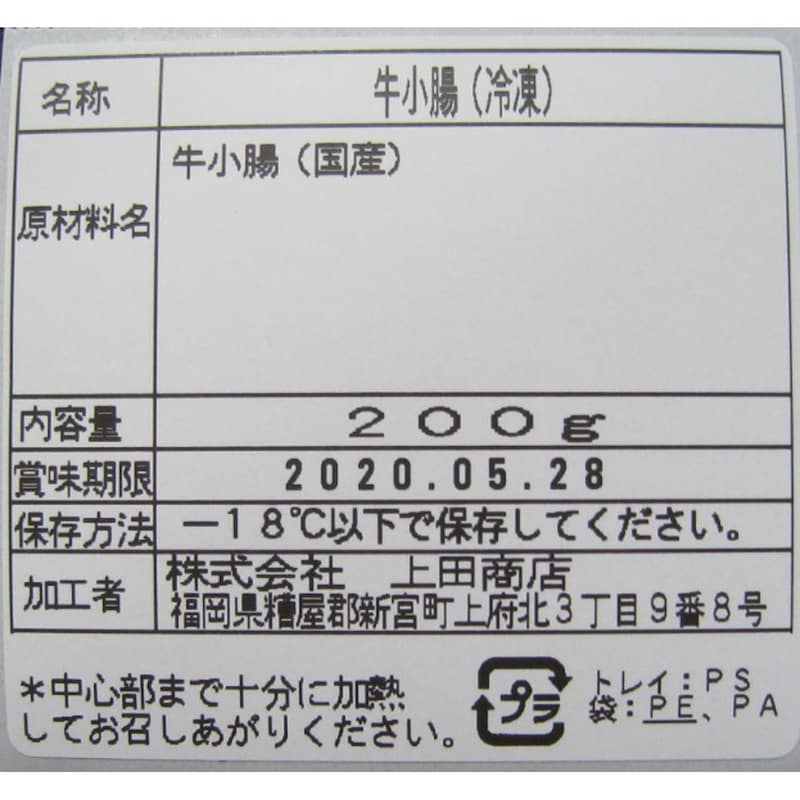 名称 牛小腸（冷凍）
原材料名 牛小腸（国産）
内容量 ２００ｇ
賞味期限 2020.05.28
保存方法 －１８℃以下で保存してください。
加工者 株式会社　上田商店
福岡県糟屋郡新宮町上府北３丁目９番８号
＊中心部まで十分に加熱
してお召しあがりください。
プラ
トレイ：ＰＳ
袋：ＰＥ、ＰＡ